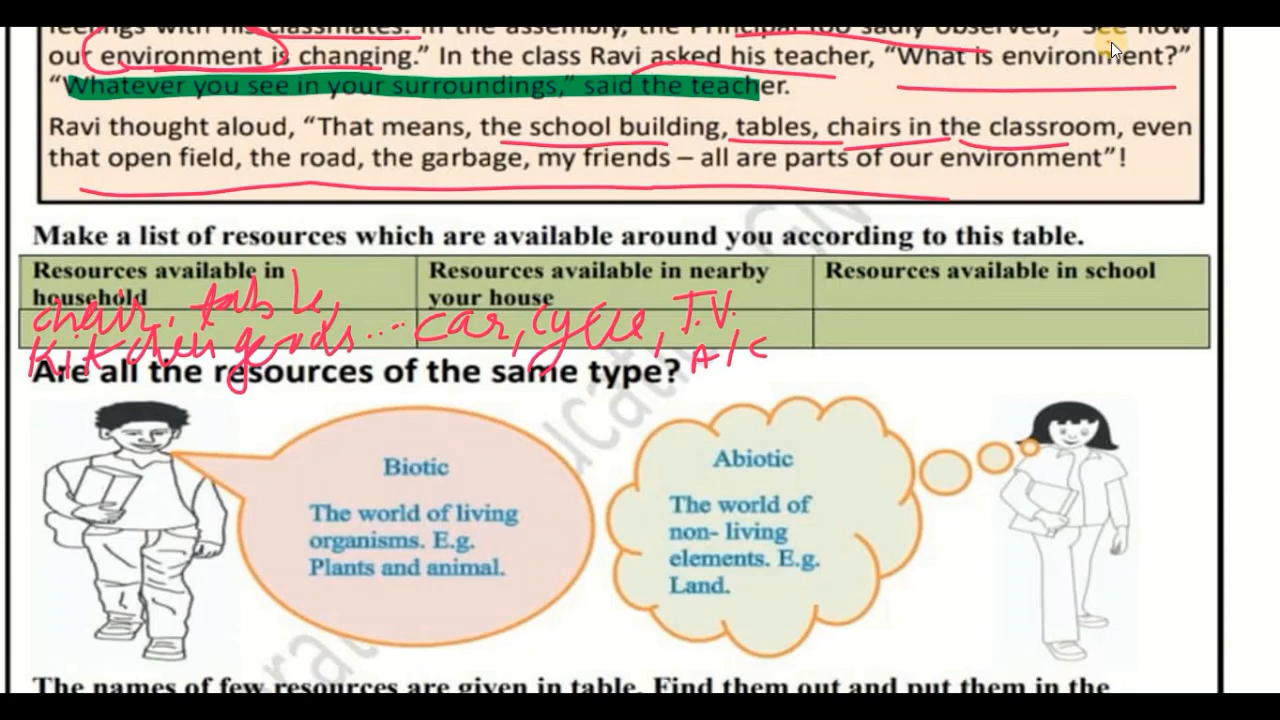 feelings with his classmates. In the assembly, the Principal too sadly observed, “See how
our environment is changing.” In the class Ravi asked his teacher, “What is environment?”
“Whatever you see in your surroundings,” said the teacher.
Ravi thought aloud, “That means, the school building, tables, chairs in the classroom, even
that open field, the road, the garbage, my friends – all are parts of our environment”!
Make a list of resources which are available around you according to this table.
Resources available in household
Resources available in nearby your house
Resources available in school
chair, table,
Kitchen goods...
car, cycle, T.V.
A/C
Are all the resources of the same type?
Biotic
The world of living
organisms. E.g.
Plants and animal.
Abiotic
The world of
non- living
elements. E.g.
Land.
The names of few resources are given in table. Find them out and put them in the